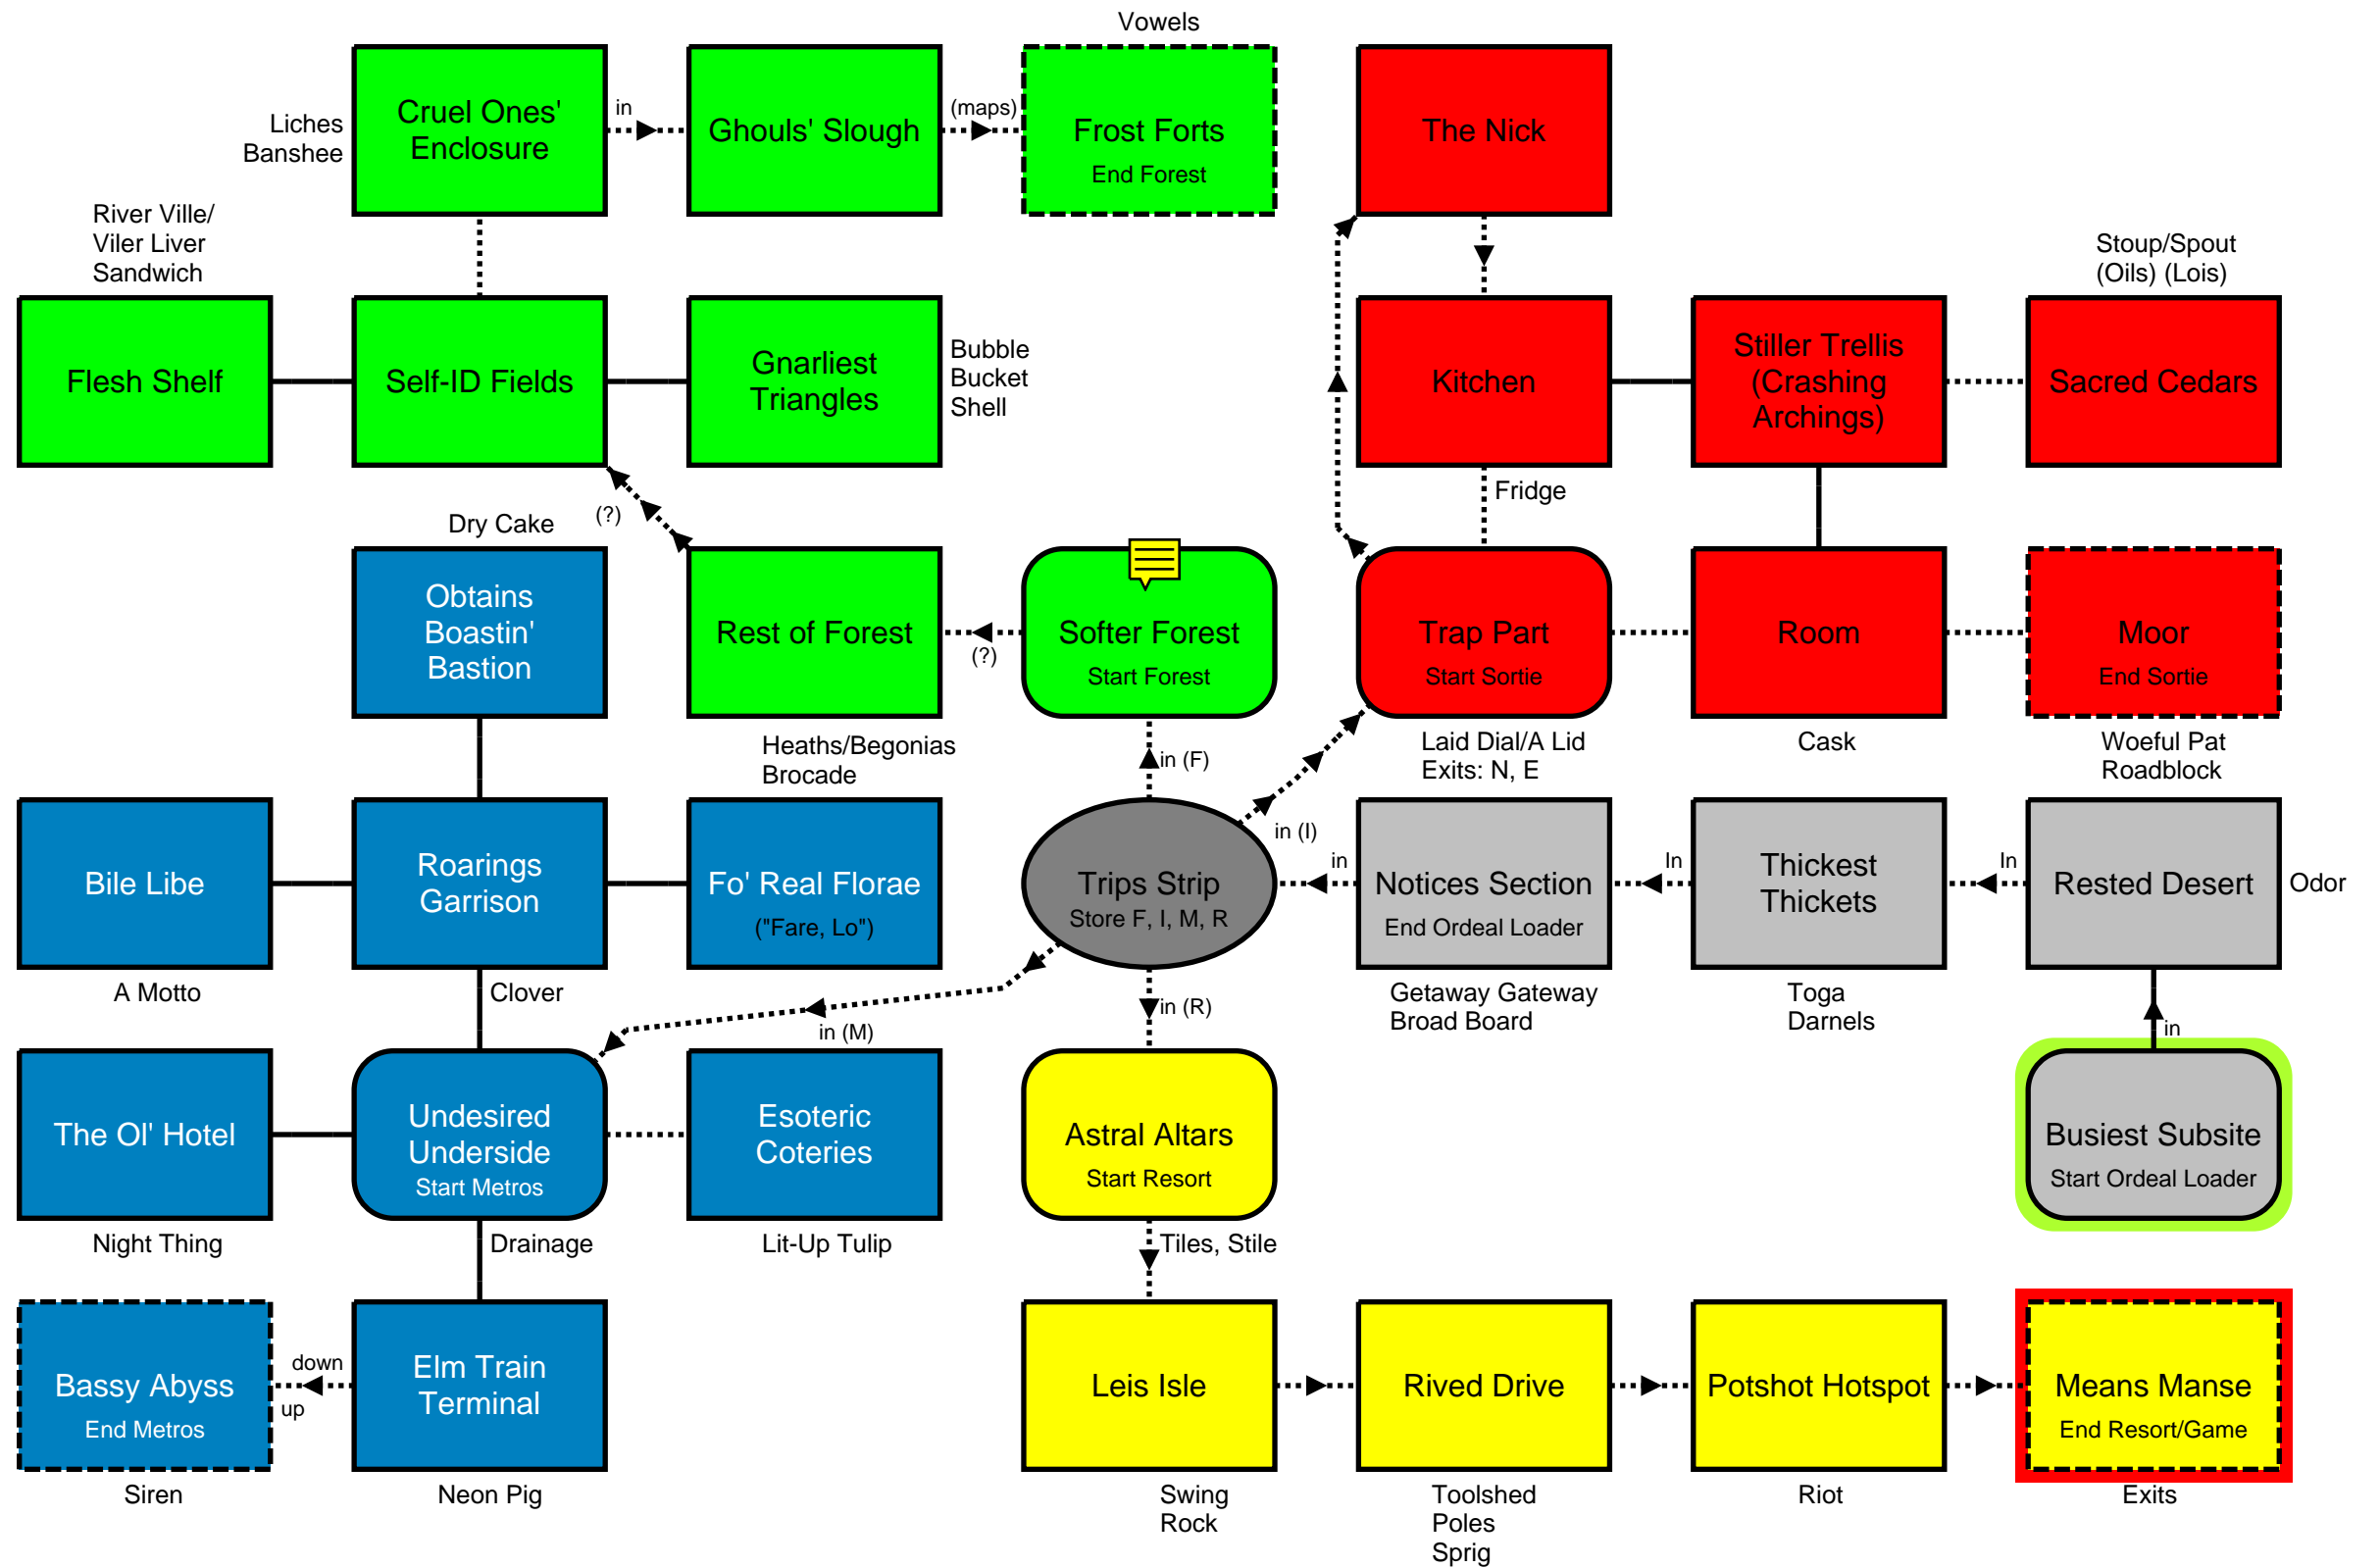 Vowels
Cruel Ones'
Enclosure
in
Ghouls' Slough
(maps)
Frost Forts
End Forest
The Nick
Liches
Banshee
River Ville/
Viler Liver
Sandwich
Stoup/Spout
(Oils) (Lois)
Flesh Shelf
Self-ID Fields
Gnarliest
Triangles
Bubble
Bucket
Shell
Kitchen
Stiller Trellis
(Crashing
Archings)
Sacred Cedars
Fridge
Dry Cake
(?)
Obtains
Boastin'
Bastion
Rest of Forest
(?)
Softer Forest
Start Forest
Trap Part
Start Sortie
Room
Moor
End Sortie
Heaths/Begonias
Brocade
in (F)
Laid Dial/A Lid
Exits: N, E
Cask
Woeful Pat
Roadblock
in (I)
Bile Libe
Roarings
Garrison
Fo' Real Florae
("Fare, Lo")
Trips Strip
Store F, I, M, R
in
Notices Section
End Ordeal Loader
In
Thickest
Thickets
In
Rested Desert
Odor
A Motto
Clover
in (M)
in (R)
Getaway Gateway
Broad Board
Toga
Darnels
in
The Ol' Hotel
Undesired
Underside
Start Metros
Esoteric
Coteries
Astral Altars
Start Resort
Busiest Subsite
Start Ordeal Loader
Night Thing
Drainage
Lit-Up Tulip
Tiles, Stile
Bassy Abyss
End Metros
down
up
Elm Train
Terminal
Leis Isle
Rived Drive
Potshot Hotspot
Means Manse
End Resort/Game
Siren
Neon Pig
Swing
Rock
Toolshed
Poles
Sprig
Riot
Exits